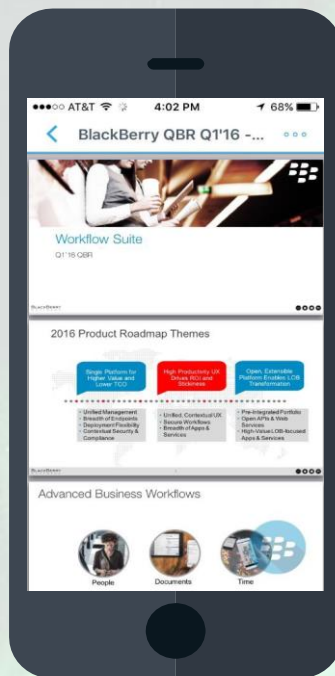 AT&T 4:02 PM 68%
BlackBerry QBR Q1'16 -...
Workflow Suite
Q1'16 QBR
BlackBerry
2016 Product Roadmap Themes
Single Platform for
Higher Value and
Lower TCO
High Productivity UX
Drives ROI and
Stickiness
Open, Extensible
Platform Enables LOB
Transformation
• Unified Management
• Breadth of Endpoints
• Deployment Flexibility
• Contextual Security &
Compliance
• Unified, Contextual UX
• Secure Workflows
• Breadth of Apps &
Services
• Pre-Integrated Portfolio
• Open APIs & Web
Services
• High-Value LOB-focused
Apps & Services
BlackBerry
Advanced Business Workflows
People Documents Time